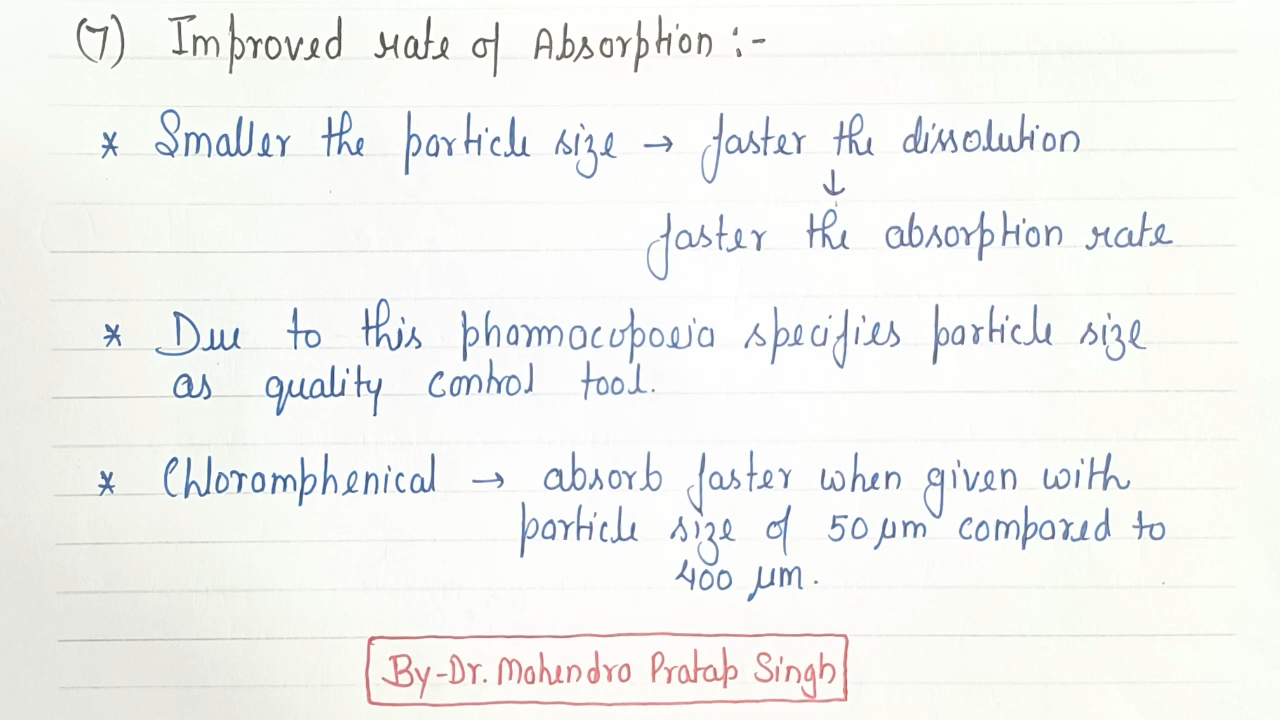 (7) Improved rate of Absorption :-
* Smaller the particle size → faster the dissolution
↓
faster the absorption rate
* Due to this pharmacopoeia specifies particle size
as quality control tool.
* Chloramphenical → absorb faster when given with
particle size of 50 μm compared to
400 μm.
By-Dr. Mahendra Pratap Singh